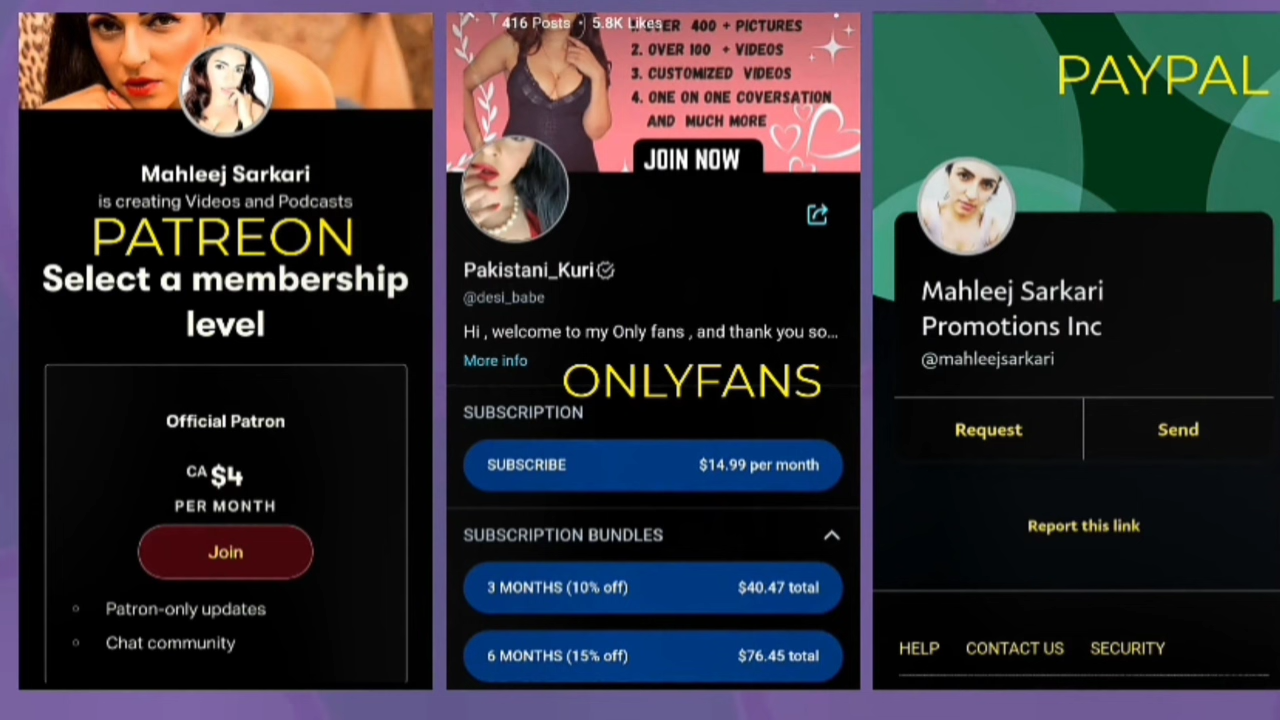 Mahleej Sarkari
is creating Videos and Podcasts
PATREON
Select a membership
level
Official Patron
CA $4
PER MONTH
Join
Patron-only updates
Chat community
416 Posts • 5.8K Likes
OVER 400 + PICTURES
2. OVER 100 + VIDEOS
3. CUSTOMIZED VIDEOS
4. ONE ON ONE COVERSATION
AND MUCH MORE
JOIN NOW
Pakistani_Kuri
@desi_babe
Hi , welcome to my Only fans , and thank you so...
More info
ONLYFANS
SUBSCRIPTION
SUBSCRIBE $14.99 per month
SUBSCRIPTION BUNDLES
3 MONTHS (10% off) $40.47 total
6 MONTHS (15% off) $76.45 total
PAYPAL
Mahleej Sarkari
Promotions Inc
@mahleejsarkari
Request Send
Report this link
HELP CONTACT US SECURITY